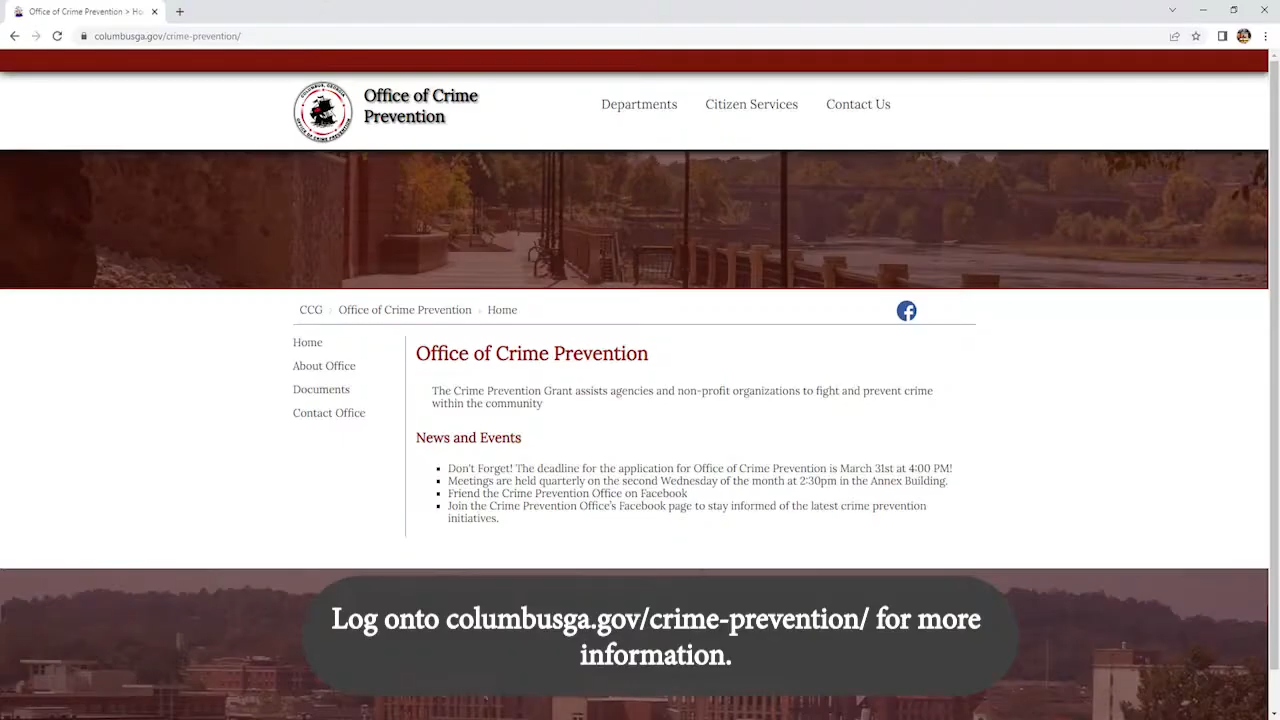 Office of Crime Prevention > Ho
columbusga.gov/crime-prevention/
Office of Crime
Prevention
Departments Citizen Services Contact Us
CCG Office of Crime Prevention Home
Home
About Office
Documents
Contact Office
Office of Crime Prevention
The Crime Prevention Grant assists agencies and non-profit organizations to fight and prevent crime
within the community
News and Events
Don't Forget! The deadline for the application for Office of Crime Prevention is March 31st at 4:00 PM!
Meetings are held quarterly on the second Wednesday of the month at 2:30pm in the Annex Building.
Friend the Crime Prevention Office on Facebook
Join the Crime Prevention Office's Facebook page to stay informed of the latest crime prevention
initiatives.
Log onto columbusga.gov/crime-prevention/ for more
information.